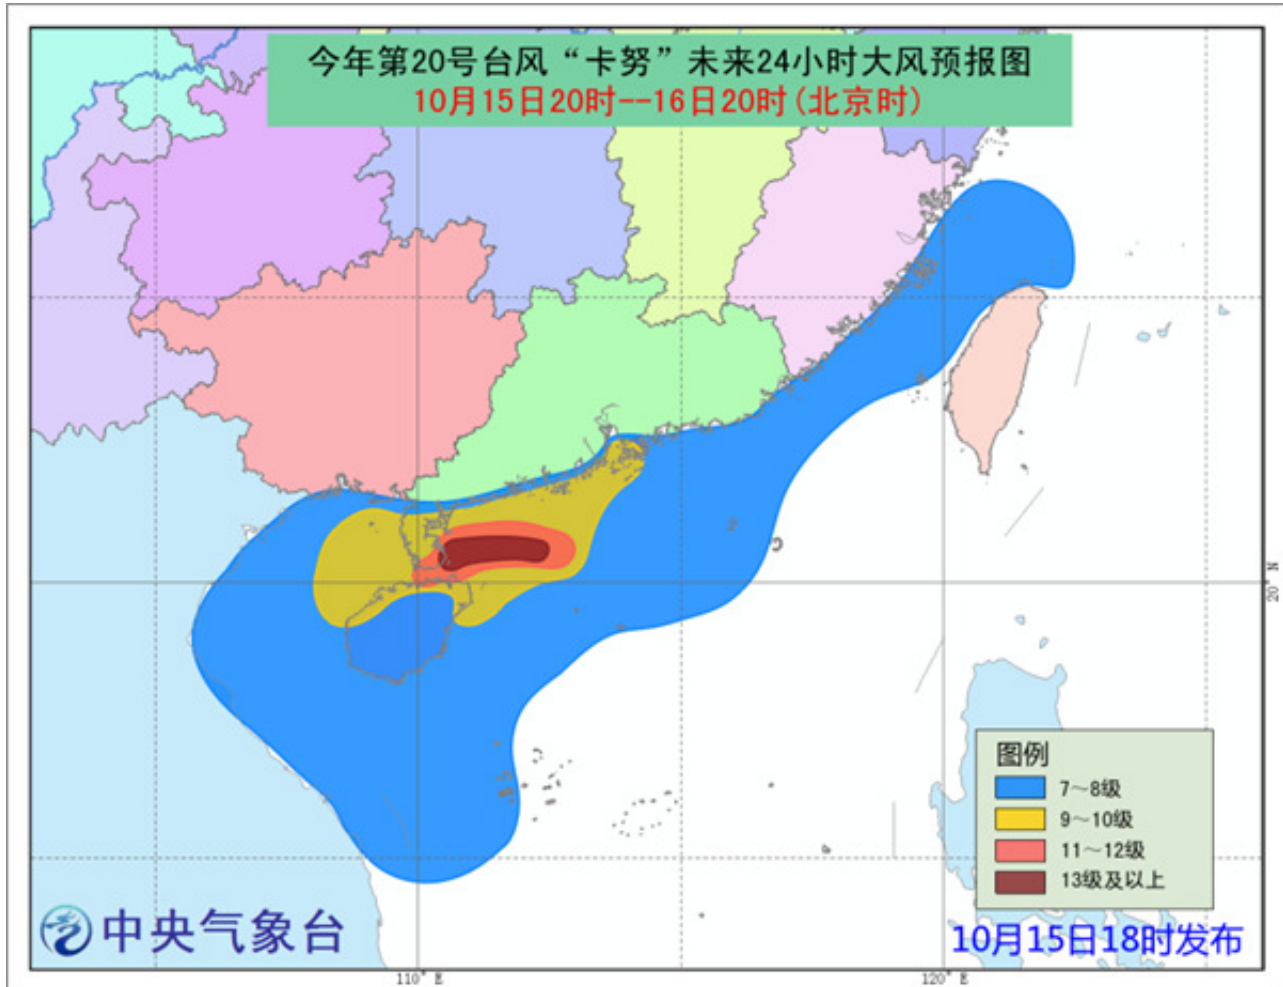 今年第20号台风“卡努”未来24小时大风预报图
10月15日20时--16日20时(北京时)
20° N
图例
7～8级
9～10级
11～12级
13级及以上
中央气象台
10月15日18时发布
110° E
120° E